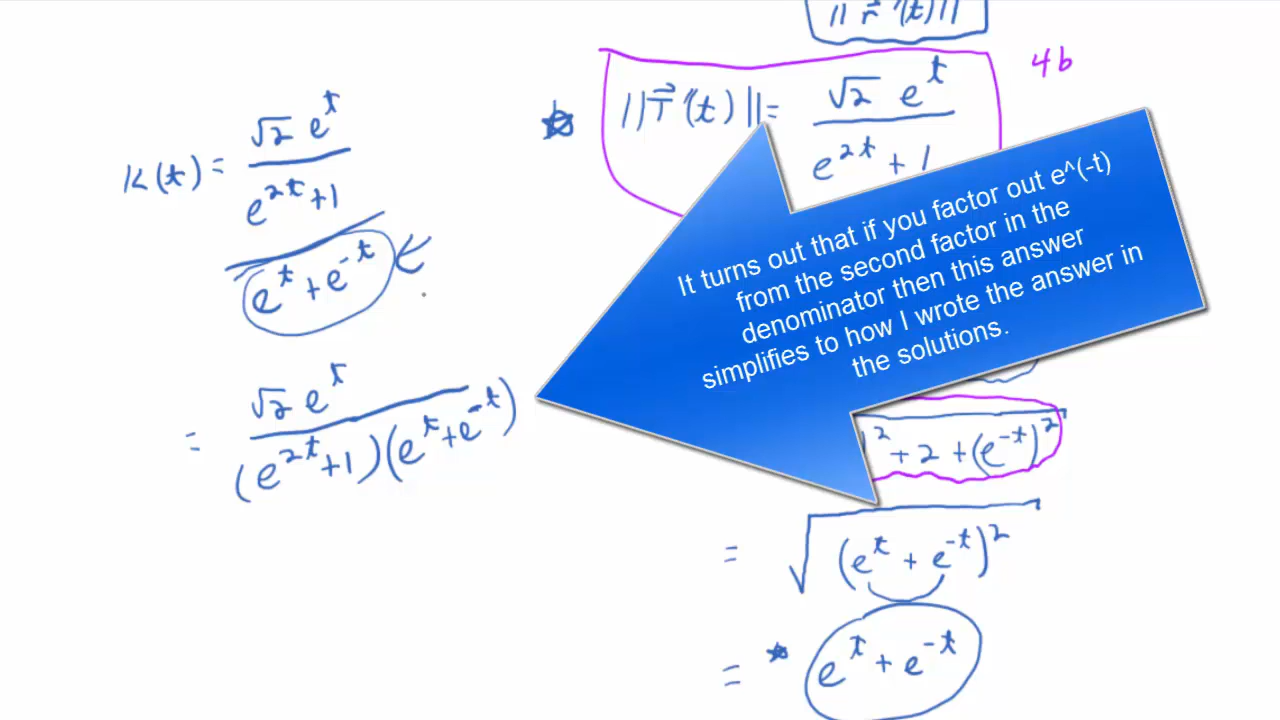 || r⃗ '(t) ||
4b
|| T⃗ '(t) || = √2 e^t / (e^(2t) + 1)
K(t) = (√2 e^t / (e^(2t) + 1)) / (e^t + e^(-t))
= √2 e^t / ((e^(2t) + 1)(e^t + e^(-t)))
It turns out that if you factor out e^(-t)
from the second factor in the
denominator then this answer
simplifies to how I wrote the answer in
the solutions.
)² + 2 + (e^(-t))²
= √((e^t + e^(-t))²)
= e^t + e^(-t)